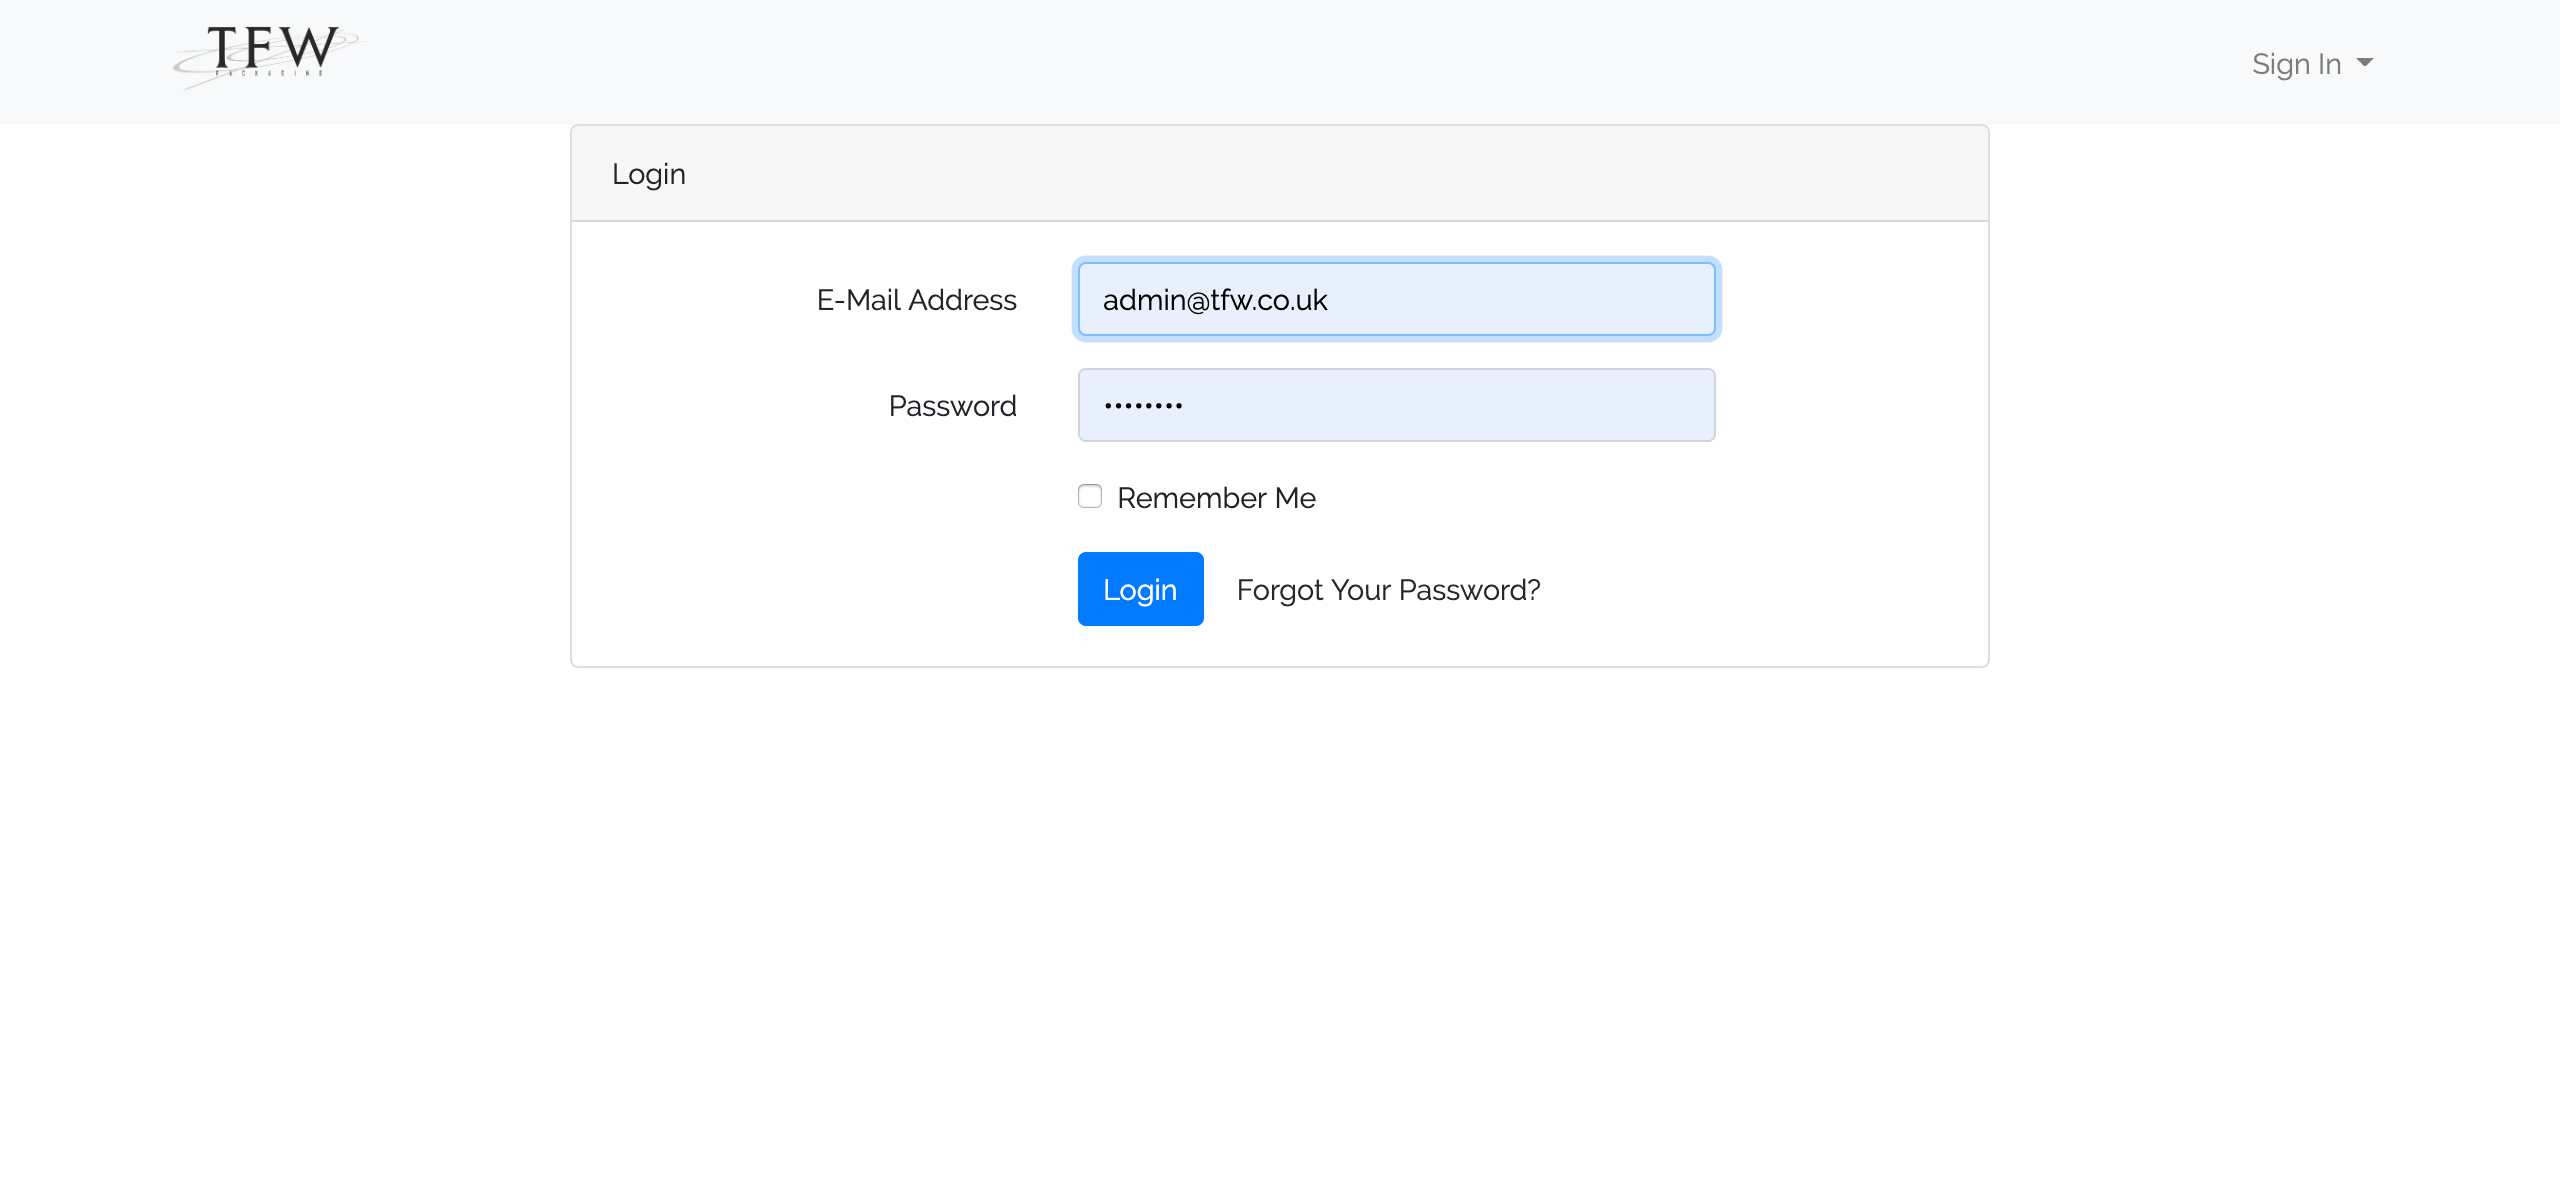 TFW
PACKAGING
Sign In
Login
E-Mail Address
admin@tfw.co.uk
Password
••••••••
Remember Me
Login
Forgot Your Password?